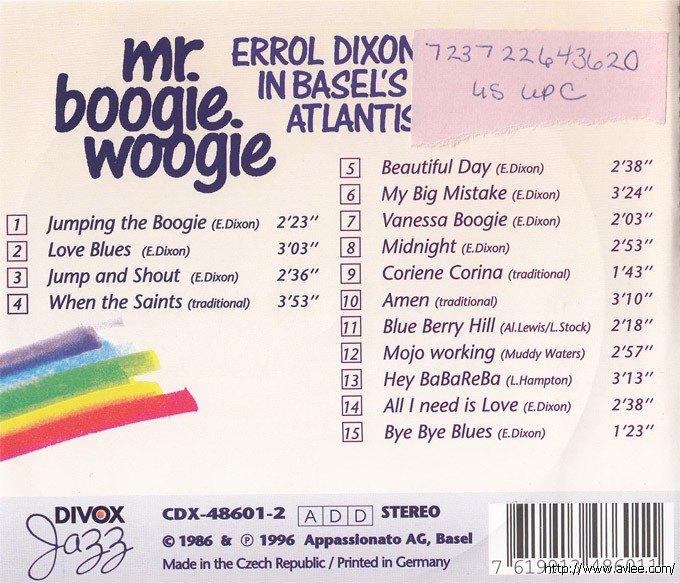 mr.
boogie.
woogie
ERROL DIXON
IN BASEL'S
ATLANTIS
723722643620
US UPC
1 Jumping the Boogie (E.Dixon) 2'23''
2 Love Blues (E.Dixon) 3'03''
3 Jump and Shout (E.Dixon) 2'36''
4 When the Saints (traditional) 3'53''
5 Beautiful Day (E.Dixon) 2'38''
6 My Big Mistake (E.Dixon) 3'24''
7 Vanessa Boogie (E.Dixon) 2'03''
8 Midnight (E.Dixon) 2'53''
9 Coriene Corina (traditional) 1'43''
10 Amen (traditional) 3'10''
11 Blue Berry Hill (Al.Lewis/L.Stock) 2'18''
12 Mojo working (Muddy Waters) 2'57''
13 Hey BaBaReBa (L.Hampton) 3'13''
14 All I need is Love (E.Dixon) 2'38''
15 Bye Bye Blues (E.Dixon) 1'23''
DIVOX
Jazz
CDX-48601-2 ADD STEREO
© 1986 & ℗ 1996 Appassionato AG, Basel
Made in the Czech Republic / Printed in Germany
7 619913 486011
http://www.aviee.com/